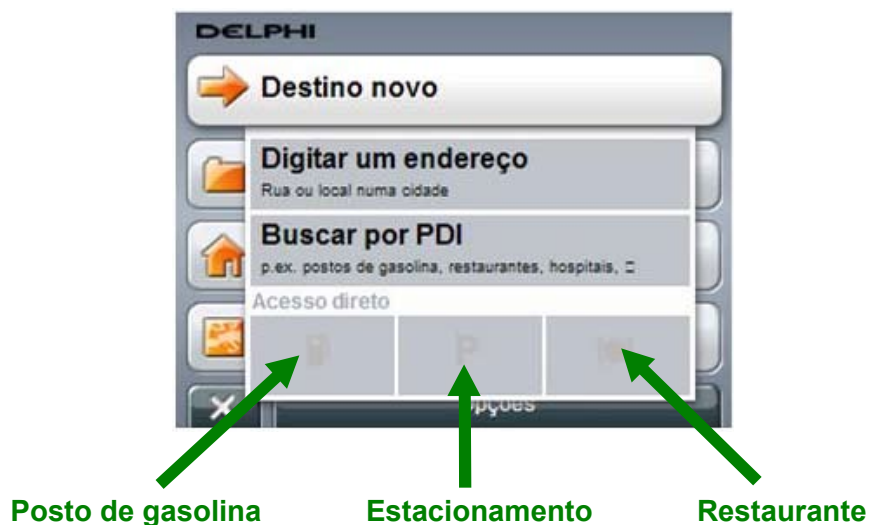 DELPHI
Destino novo
Digitar um endereço
Rua ou local numa cidade
Buscar por PDI
p.ex. postos de gasolina, restaurantes, hospitais, □
Acesso direto
P
Opções
Posto de gasolina
Estacionamento
Restaurante